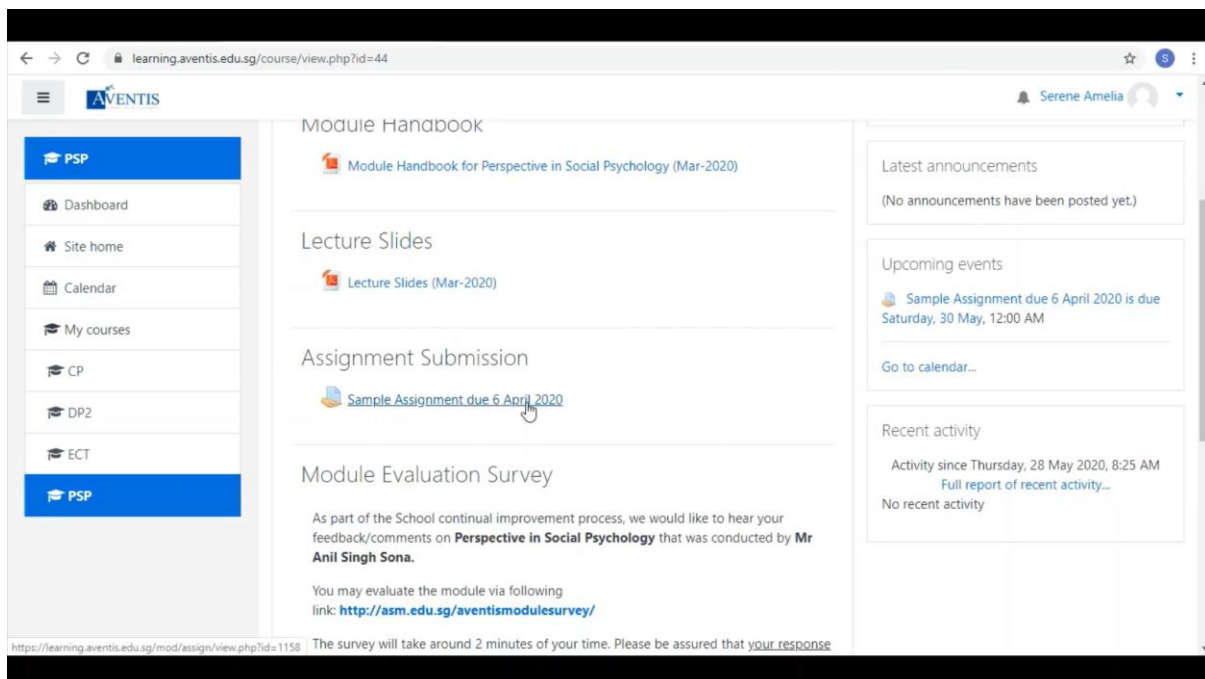 learning.aventis.edu.sg/course/view.php?id=44
S
AVENTIS
Serene Amelia
PSP
Dashboard
Site home
Calendar
My courses
CP
DP2
ECT
PSP
Module Handbook
Module Handbook for Perspective in Social Psychology (Mar-2020)
Lecture Slides
Lecture Slides (Mar-2020)
Assignment Submission
Sample Assignment due 6 April 2020
Module Evaluation Survey
As part of the School continual improvement process, we would like to hear your
feedback/comments on Perspective in Social Psychology that was conducted by Mr
Anil Singh Sona.
You may evaluate the module via following
link: http://asm.edu.sg/aventismodulesurvey/
The survey will take around 2 minutes of your time. Please be assured that your response
Latest announcements
(No announcements have been posted yet.)
Upcoming events
Sample Assignment due 6 April 2020 is due
Saturday, 30 May, 12:00 AM
Go to calendar...
Recent activity
Activity since Thursday, 28 May 2020, 8:25 AM
Full report of recent activity...
No recent activity
https://learning.aventis.edu.sg/mod/assign/view.php?id=1158